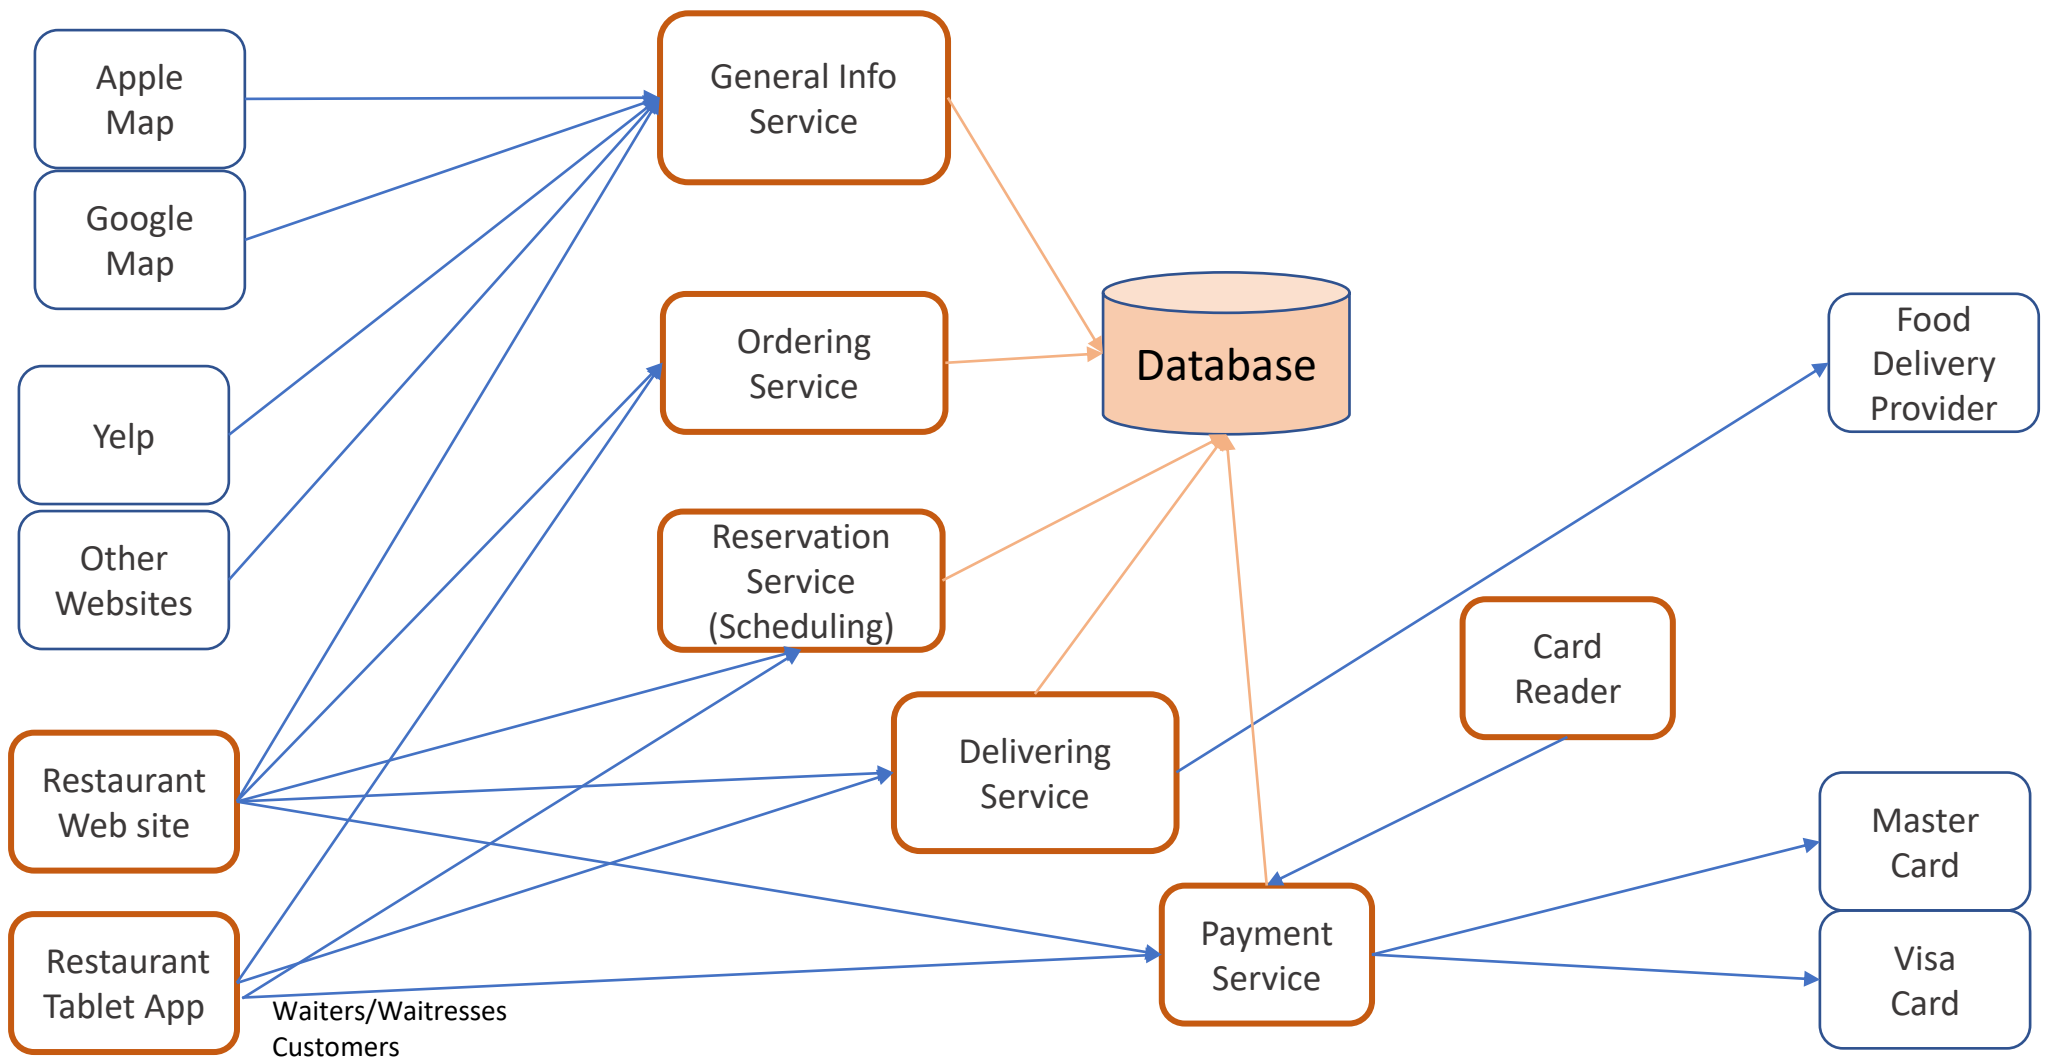 Apple
Map
General Info
Service
Google
Map
Ordering
Service
Database
Food
Delivery
Provider
Yelp
Other
Websites
Reservation
Service
(Scheduling)
Card
Reader
Restaurant
Web site
Delivering
Service
Master
Card
Restaurant
Tablet App
Waiters/Waitresses
Customers
Payment
Service
Visa
Card